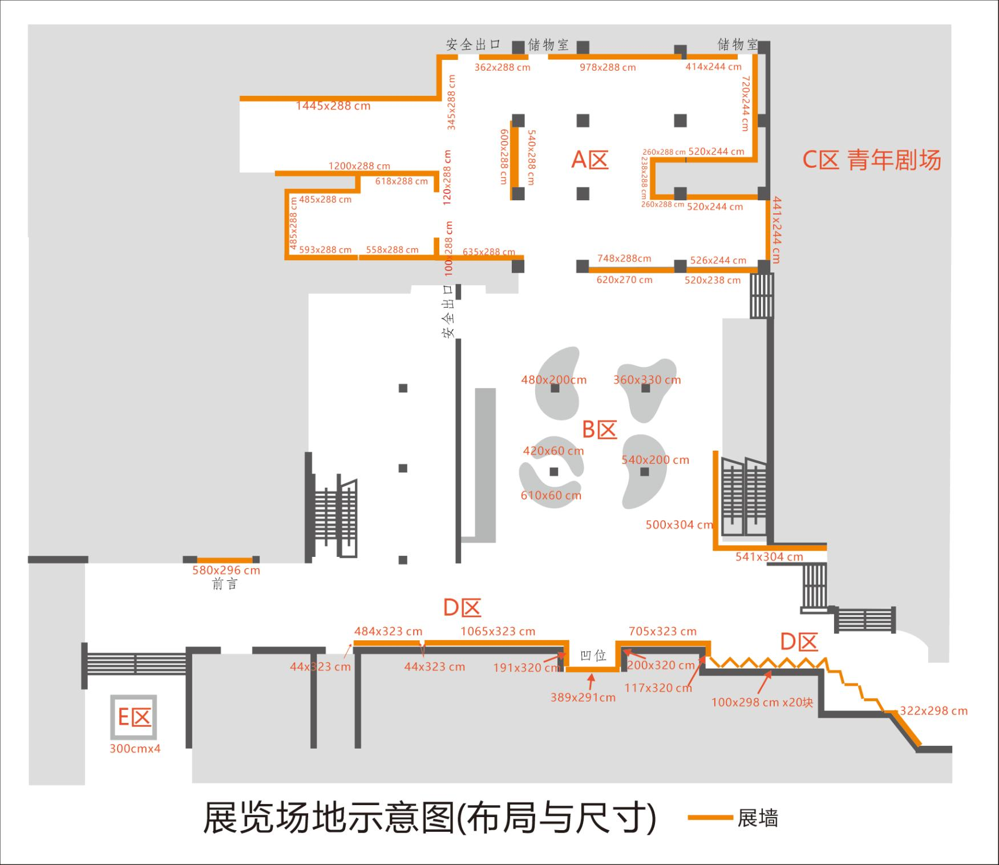 安全出口
储物室
储物室
362x288 cm
978x288 cm
414x244 cm
345x288 cm
720x244 cm
1445x288 cm
600x288 cm
540x288 cm
A区
260x288 cm
520x244 cm
C区 青年剧场
1200x288 cm
618x288 cm
120x288 cm
238x288 cm
485x288 cm
485x288 cm
260x288 cm
520x244 cm
441x244 cm
593x288 cm
558x288 cm
100x288 cm
635x288 cm
748x288cm
526x244 cm
620x270 cm
520x238 cm
安全出口
480x200cm
360x330 cm
B区
420x60 cm
540x200 cm
610x60 cm
500x304 cm
541x304 cm
580x296 cm
前言
D区
484x323 cm
1065x323 cm
705x323 cm
D区
44x323 cm
44x323 cm
191x320 cm
凹位
200x320 cm
117x320 cm
389x291cm
100x298 cm x20块
322x298 cm
E区
300cmx4
展览场地示意图(布局与尺寸)
展墙